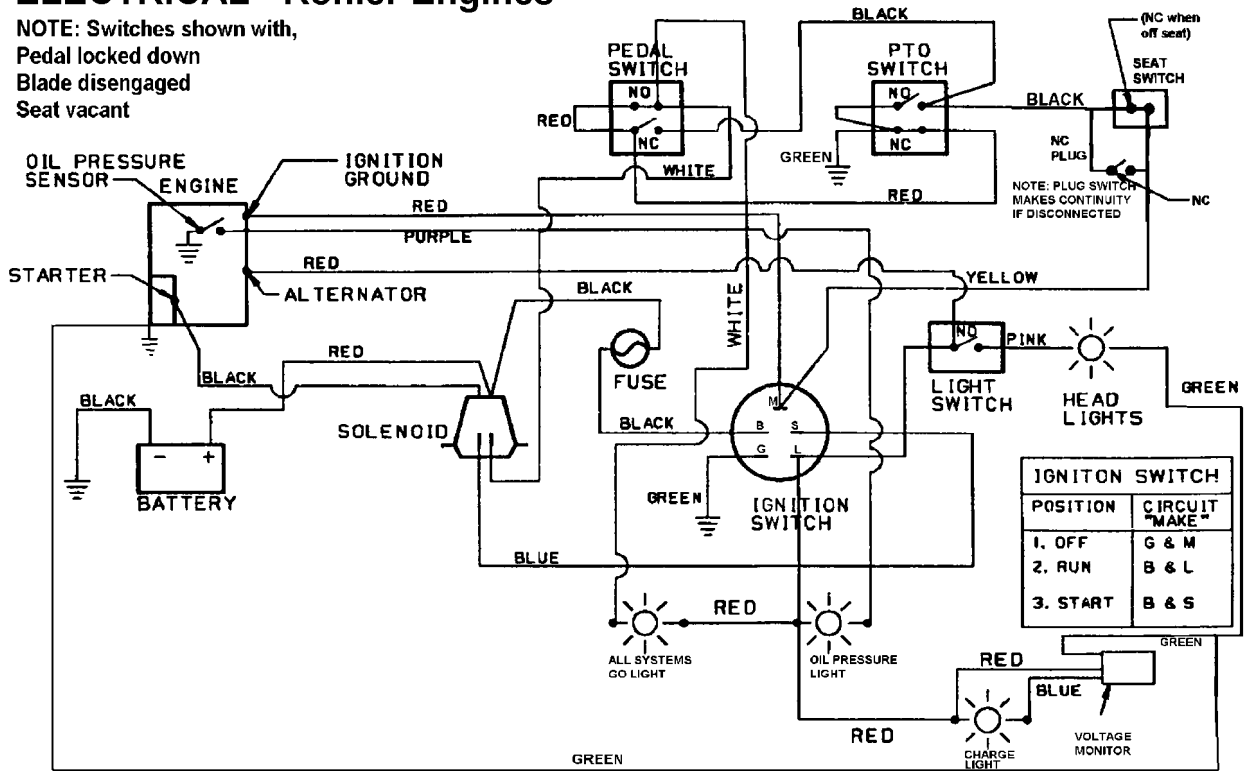 ELECTRICAL - Kohler Engines
NOTE: Switches shown with,
Pedal locked down
Blade disengaged
Seat vacant
BLACK
(NC when
off seat)
PEDAL
SWITCH
PTO
SWITCH
SEAT
SWITCH
NO
NO
BLACK
RED
NC
NC
NC
PLUG
OIL PRESSURE
SENSOR
IGNITION
GROUND
GREEN
ENGINE
WHITE
RED
NOTE: PLUG SWITCH
MAKES CONTINUITY
IF DISCONNECTED
NC
RED
PURPLE
STARTER
RED
ALTERNATOR
BLACK
YELLOW
WHITE
NO
PINK
RED
FUSE
BLACK
LIGHT
SWITCH
HEAD
LIGHTS
GREEN
BLACK
SOLENOID
BLACK
M
B
S
G
L
- +
BATTERY
GREEN
IGNITION
SWITCH
IGNITON SWITCH
POSITION
CIRCUIT
"MAKE"
1. OFF G & M
2. RUN B & L
3. START B & S
BLUE
RED
ALL SYSTEMS
GO LIGHT
OIL PRESSURE
LIGHT
GREEN
RED
BLUE
RED
CHARGE
LIGHT
VOLTAGE
MONITOR
GREEN